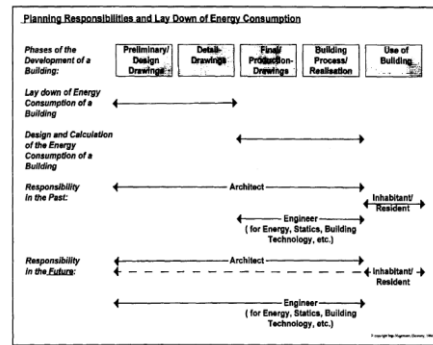 Planning Responsibilities and Lay Down of Energy Consumption
Phases of the Development of a Building:
Preliminary/ Design Drawings
Detail- Drawings
Final/ Production- Drawings
Building Process/ Realisation
Use of Building
Lay down of Energy
Consumption of a
Building
Design and Calculation
of the Energy
Consumption of a
Building
Responsibility
in the Past:
Architect
Inhabitant/
Resident
Engineer
( for Energy, Statics, Building
Technology, etc.)
Responsibility
in the Future:
Architect
Inhabitant/
Resident
Engineer
(for Energy, Statics, Building
Technology, etc.)